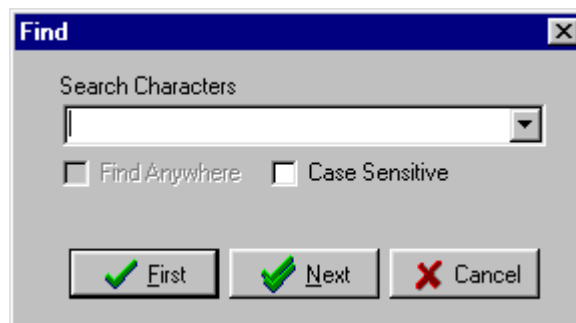 Find
Search Characters
Find Anywhere Case Sensitive
First Next Cancel